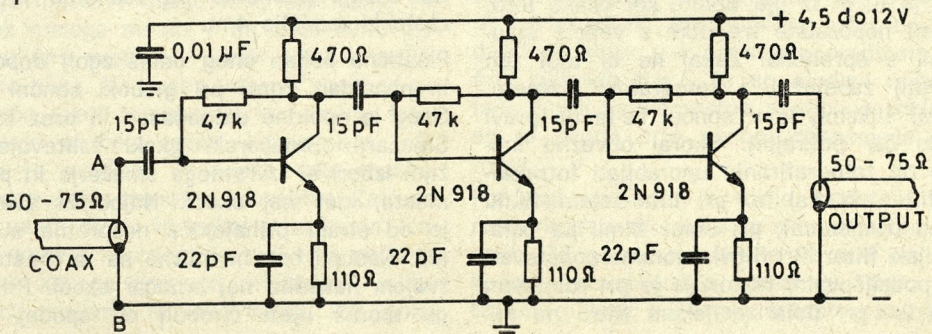 + 4,5 do 12V
0,01 µF
470Ω
470Ω
470Ω
47k
47k
47k
15pF
15pF
15pF
15pF
A
2N 918
2N 918
2N 918
50 - 75Ω
50 - 75Ω
COAX
OUTPUT
22pF
22pF
22pF
110Ω
110Ω
110Ω
B
−